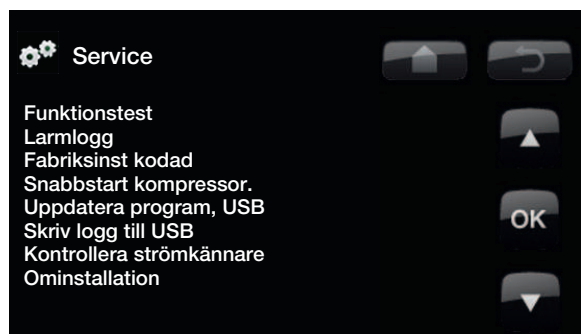 Service
Funktionstest
Larmlogg
Fabriksinst kodad
Snabbstart kompressor.
Uppdatera program, USB
Skriv logg till USB
OK
Kontrollera strömkännare
Ominstallation